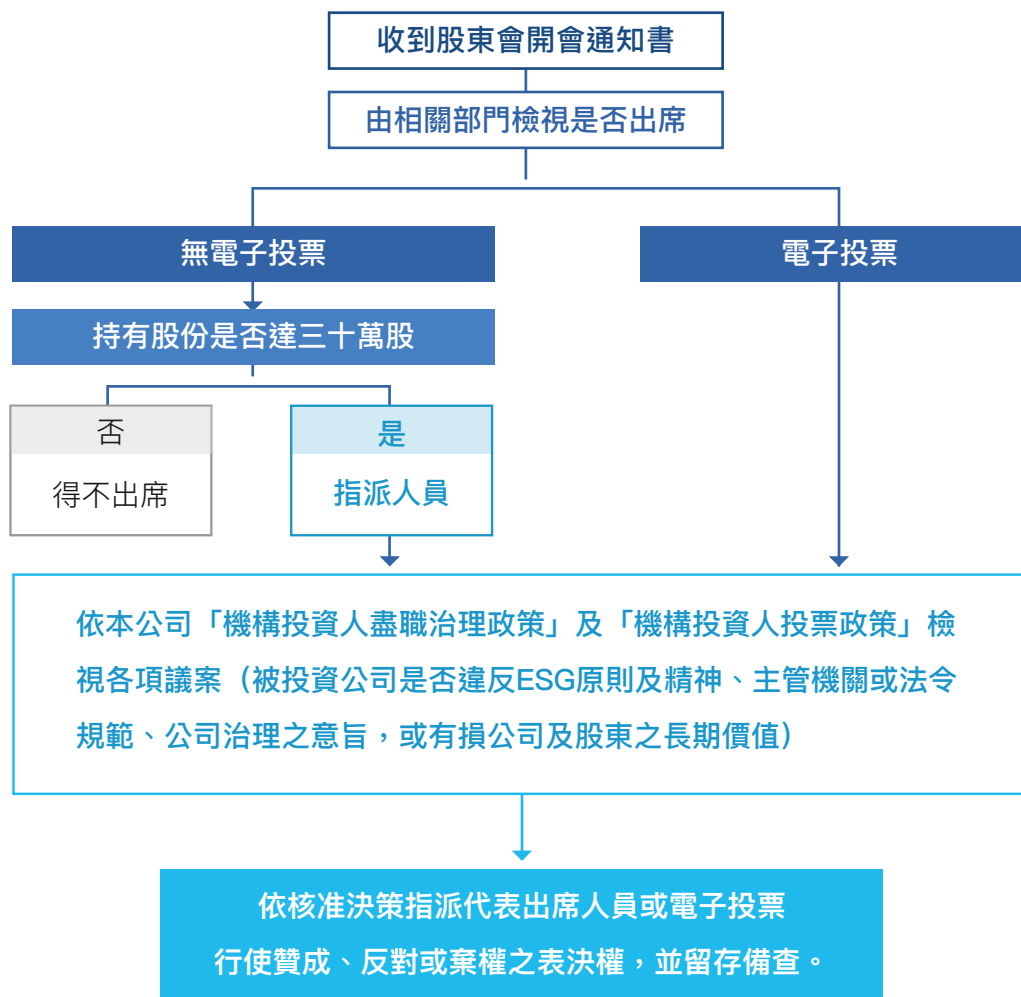 收到股東會開會通知書
由相關部門檢視是否出席
無電子投票
電子投票
持有股份是否達三十萬股
否
是
得不出席
指派人員
依本公司「機構投資人盡職治理政策」及「機構投資人投票政策」檢
視各項議案（被投資公司是否違反ESG原則及精神、主管機關或法令
規範、公司治理之意旨，或有損公司及股東之長期價值）
依核准決策指派代表出席人員或電子投票
行使贊成、反對或棄權之表決權，並留存備查。